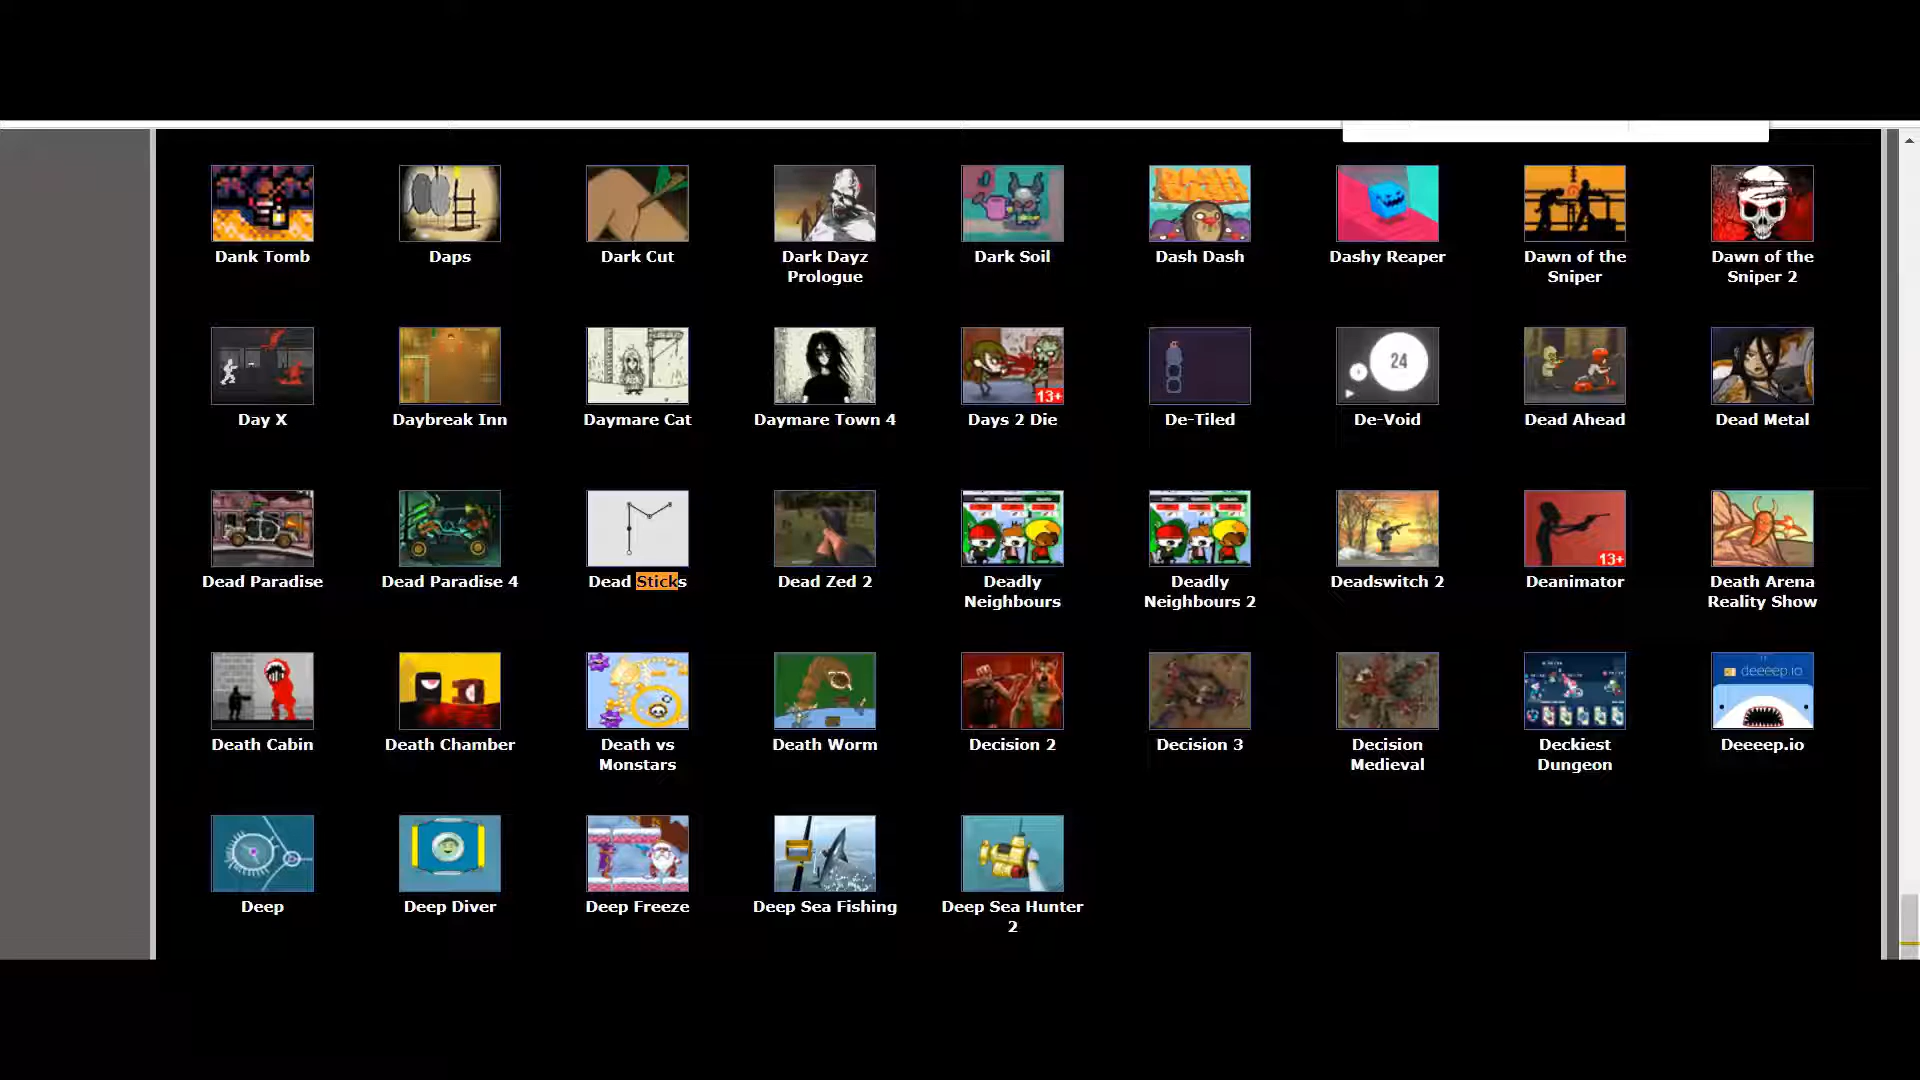 Dank Tomb
Daps
Dark Cut
Dark Dayz
Prologue
Dark Soil
Dash Dash
Dashy Reaper
Dawn of the
Sniper
Dawn of the
Sniper 2
24
13+
Day X
Daybreak Inn
Daymare Cat
Daymare Town 4
Days 2 Die
De-Tiled
De-Void
Dead Ahead
Dead Metal
13+
Dead Paradise
Dead Paradise 4
Dead Sticks
Dead Zed 2
Deadly
Neighbours
Deadly
Neighbours 2
Deadswitch 2
Deanimator
Death Arena
Reality Show
deeeep.io
Death Cabin
Death Chamber
Death vs
Monstars
Death Worm
Decision 2
Decision 3
Decision
Medieval
Deckiest
Dungeon
Deeeep.io
Deep
Deep Diver
Deep Freeze
Deep Sea Fishing
Deep Sea Hunter
2